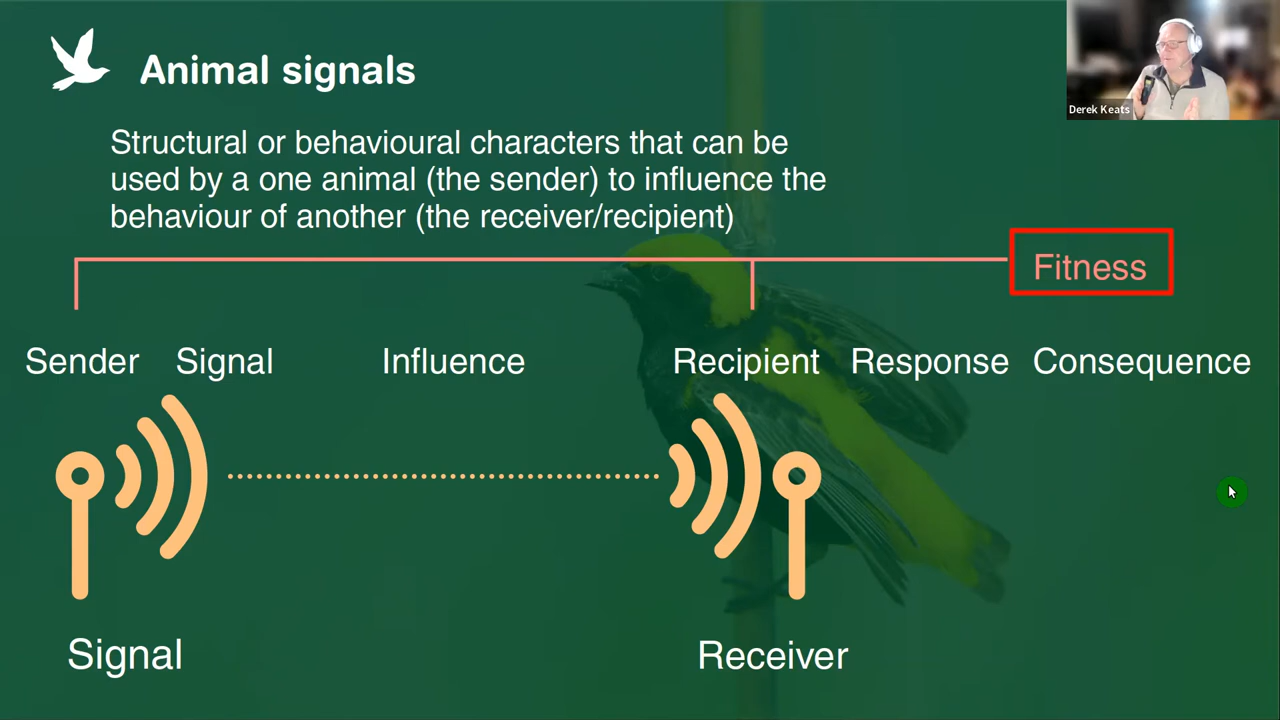 Animal signals
Derek Keats
Structural or behavioural characters that can be
used by a one animal (the sender) to influence the
behaviour of another (the receiver/recipient)
Fitness
Sender Signal Influence Recipient Response Consequence
Signal Receiver